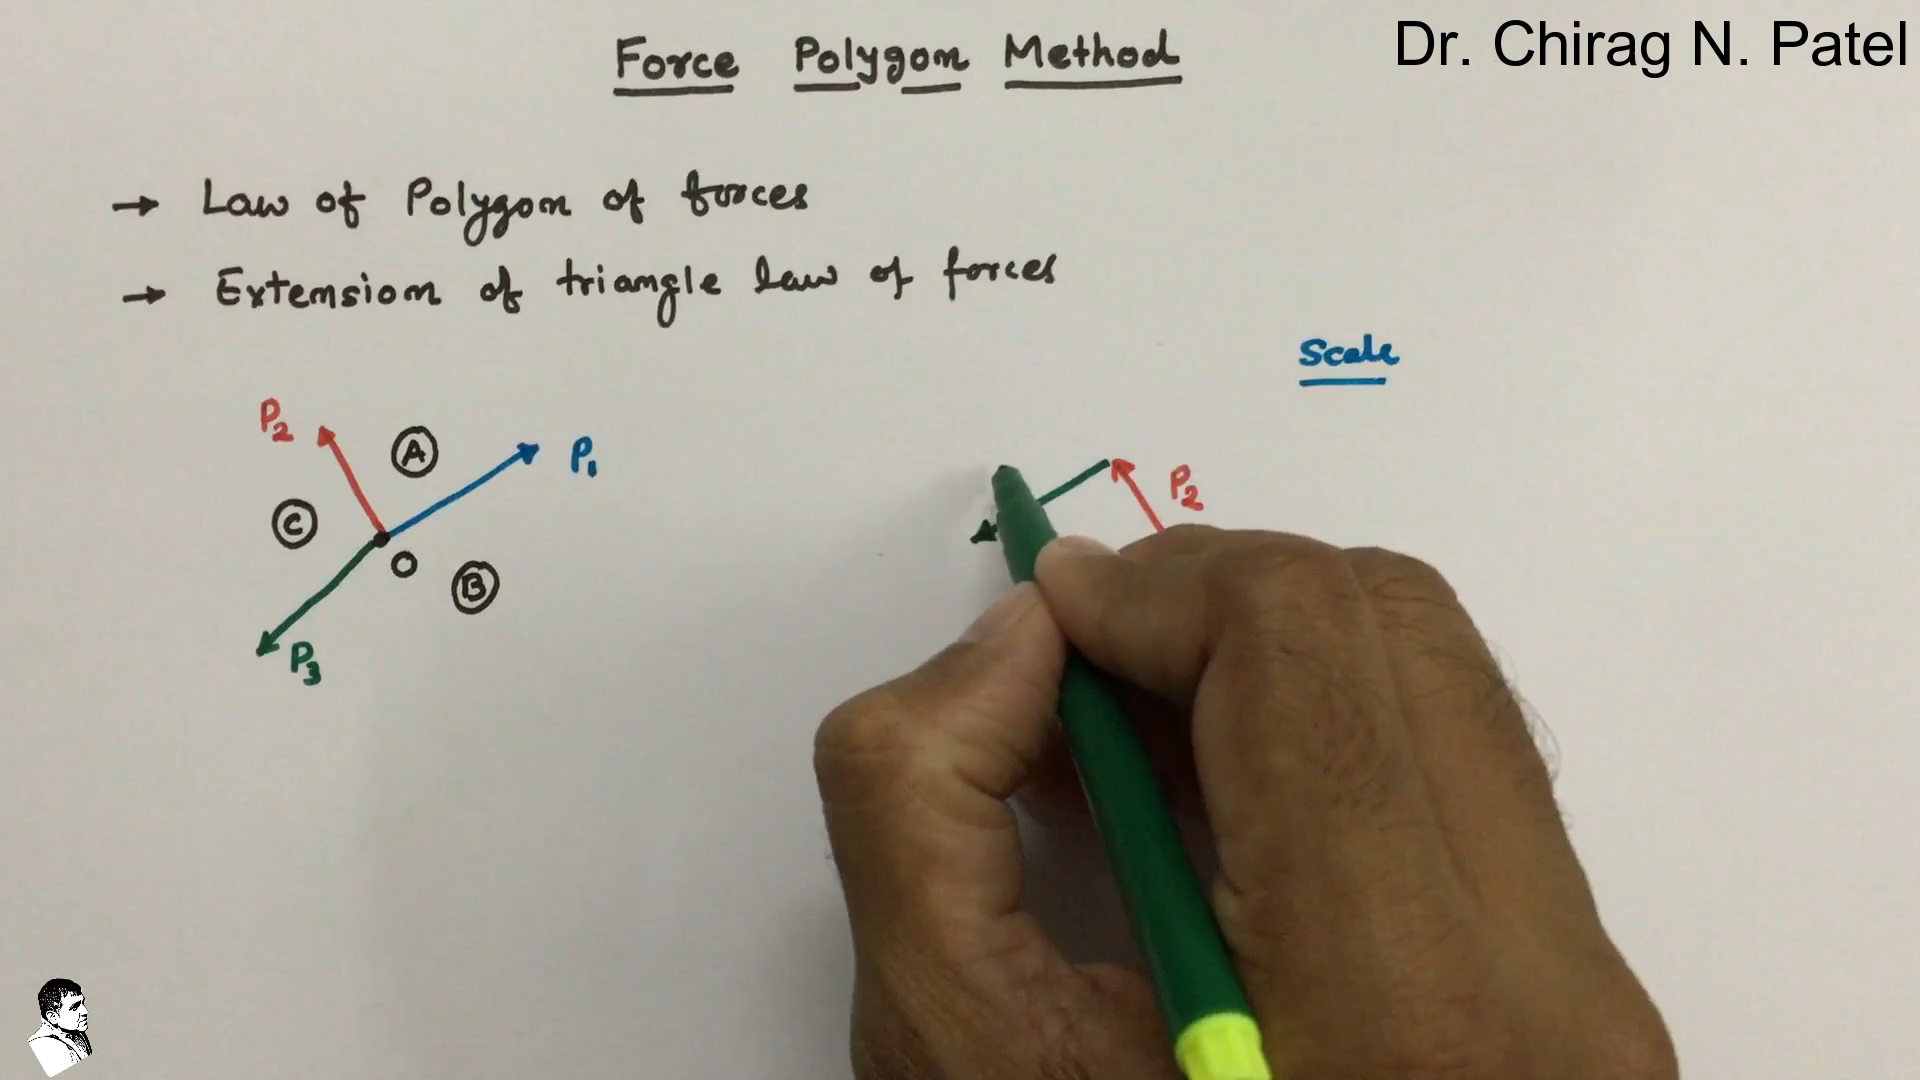 Force Polygon Method
Dr. Chirag N. Patel
→ Law of Polygon of forces
→ Extension of triangle law of forces
Scale
P2
A
P1
P2
C
O
B
P3